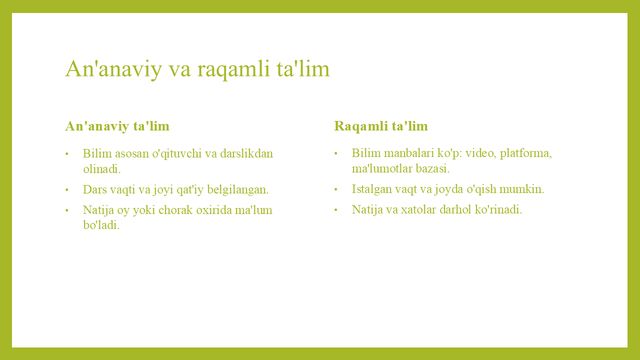 An'anaviy va raqamli ta'lim
An'anaviy ta'lim
• Bilim asosan o'qituvchi va darslikdan
olinadi.
• Dars vaqti va joyi qat'iy belgilangan.
• Natija oy yoki chorak oxirida ma'lum
bo'ladi.
Raqamli ta'lim
• Bilim manbalari ko'p: video, platforma,
ma'lumotlar bazasi.
• Istalgan vaqt va joyda o'qish mumkin.
• Natija va xatolar darhol ko'rinadi.